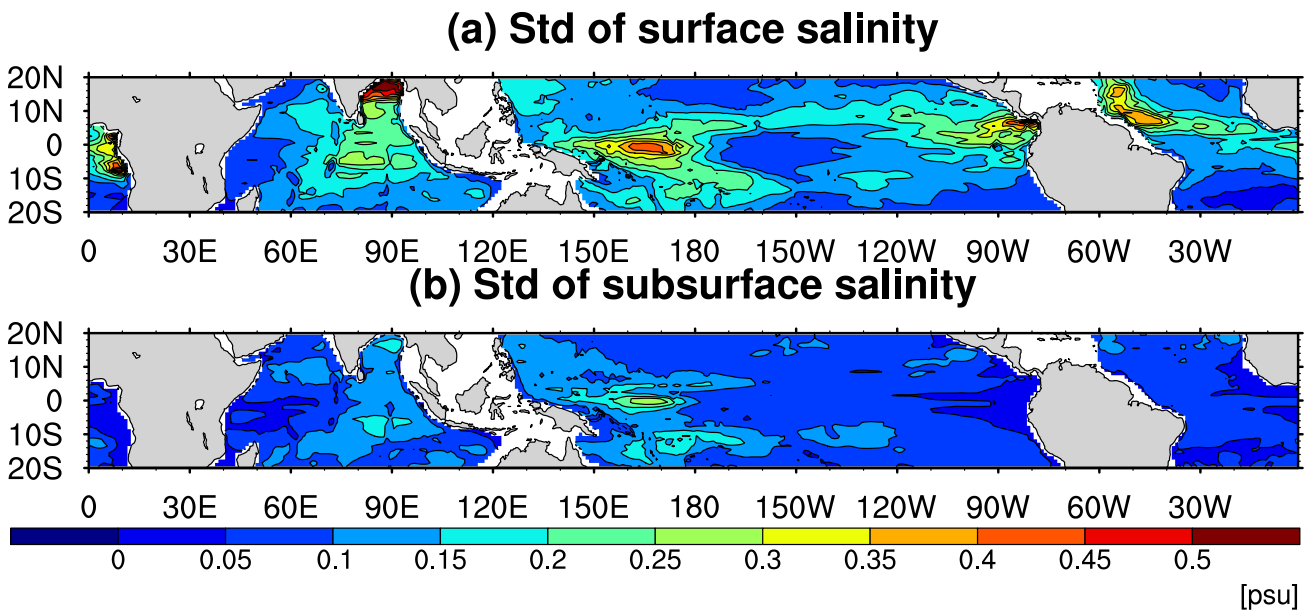 (a) Std of surface salinity
20N
10N
0
10S
20S
0 30E 60E 90E 120E 150E 180 150W 120W 90W 60W 30W
(b) Std of subsurface salinity
20N
10N
0
10S
20S
0 30E 60E 90E 120E 150E 180 150W 120W 90W 60W 30W
0 0.05 0.1 0.15 0.2 0.25 0.3 0.35 0.4 0.45 0.5
[psu]